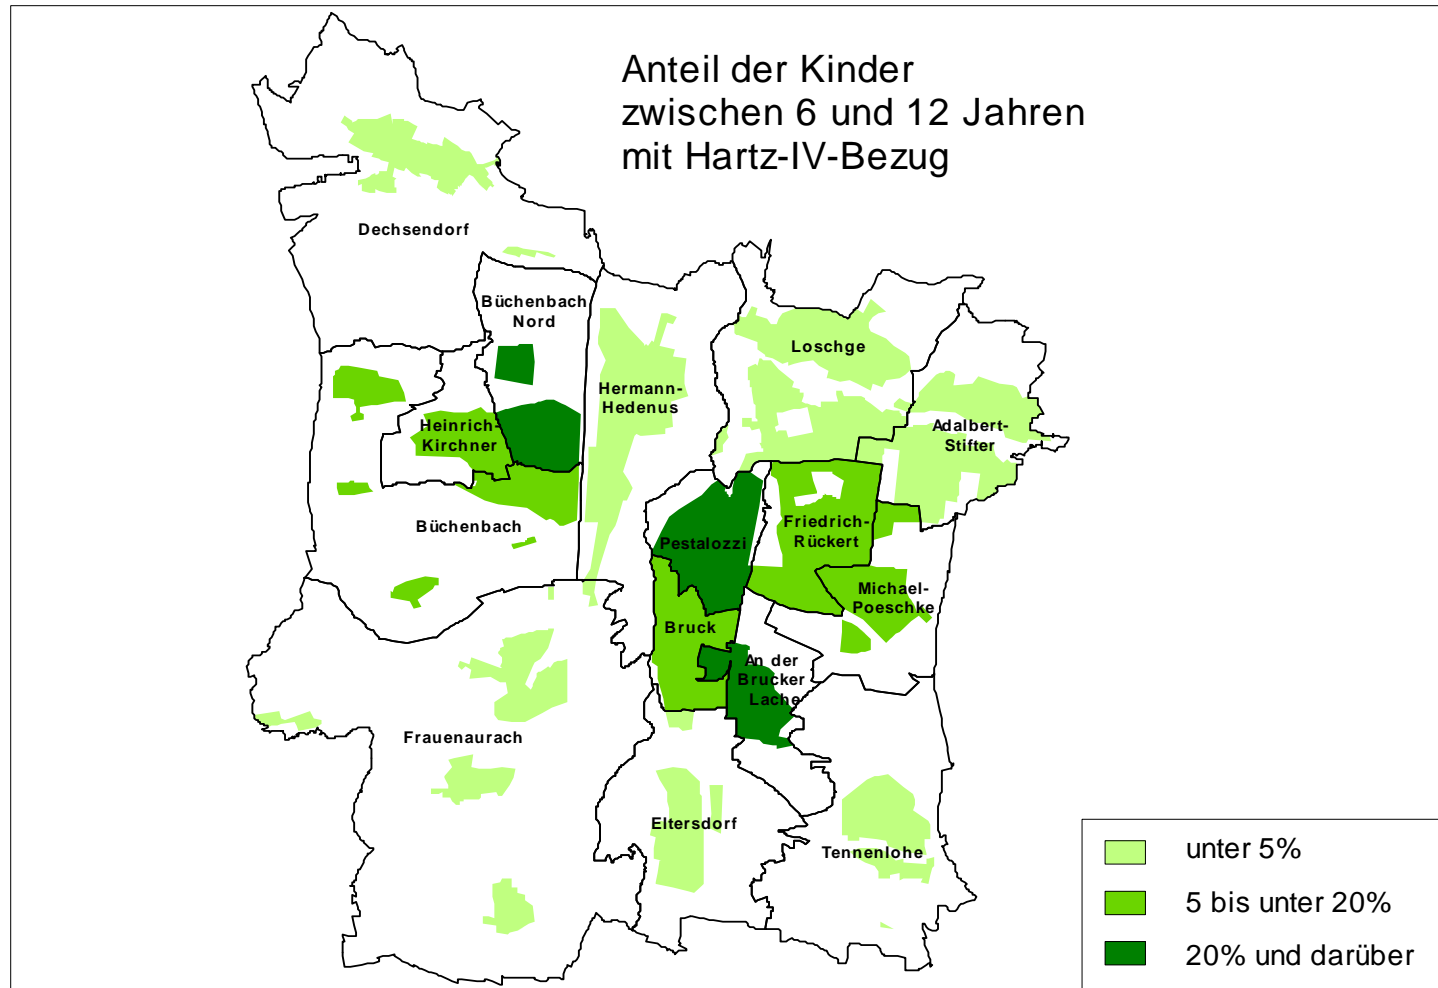 Anteil der Kinder
zwischen 6 und 12 Jahren
mit Hartz-IV-Bezug
Dechsendorf
Büchenbach
Nord
Loschge
Hermann-
Hedenus
Heinrich-
Kirchner
Adalbert-
Stifter
Büchenbach
Friedrich-
Rückert
Pestalozzi
Michael-
Poeschke
Bruck
An der
Brucker
Lache
Frauenaurach
Eltersdorf
Tennenlohe
unter 5%
5 bis unter 20%
20% und darüber